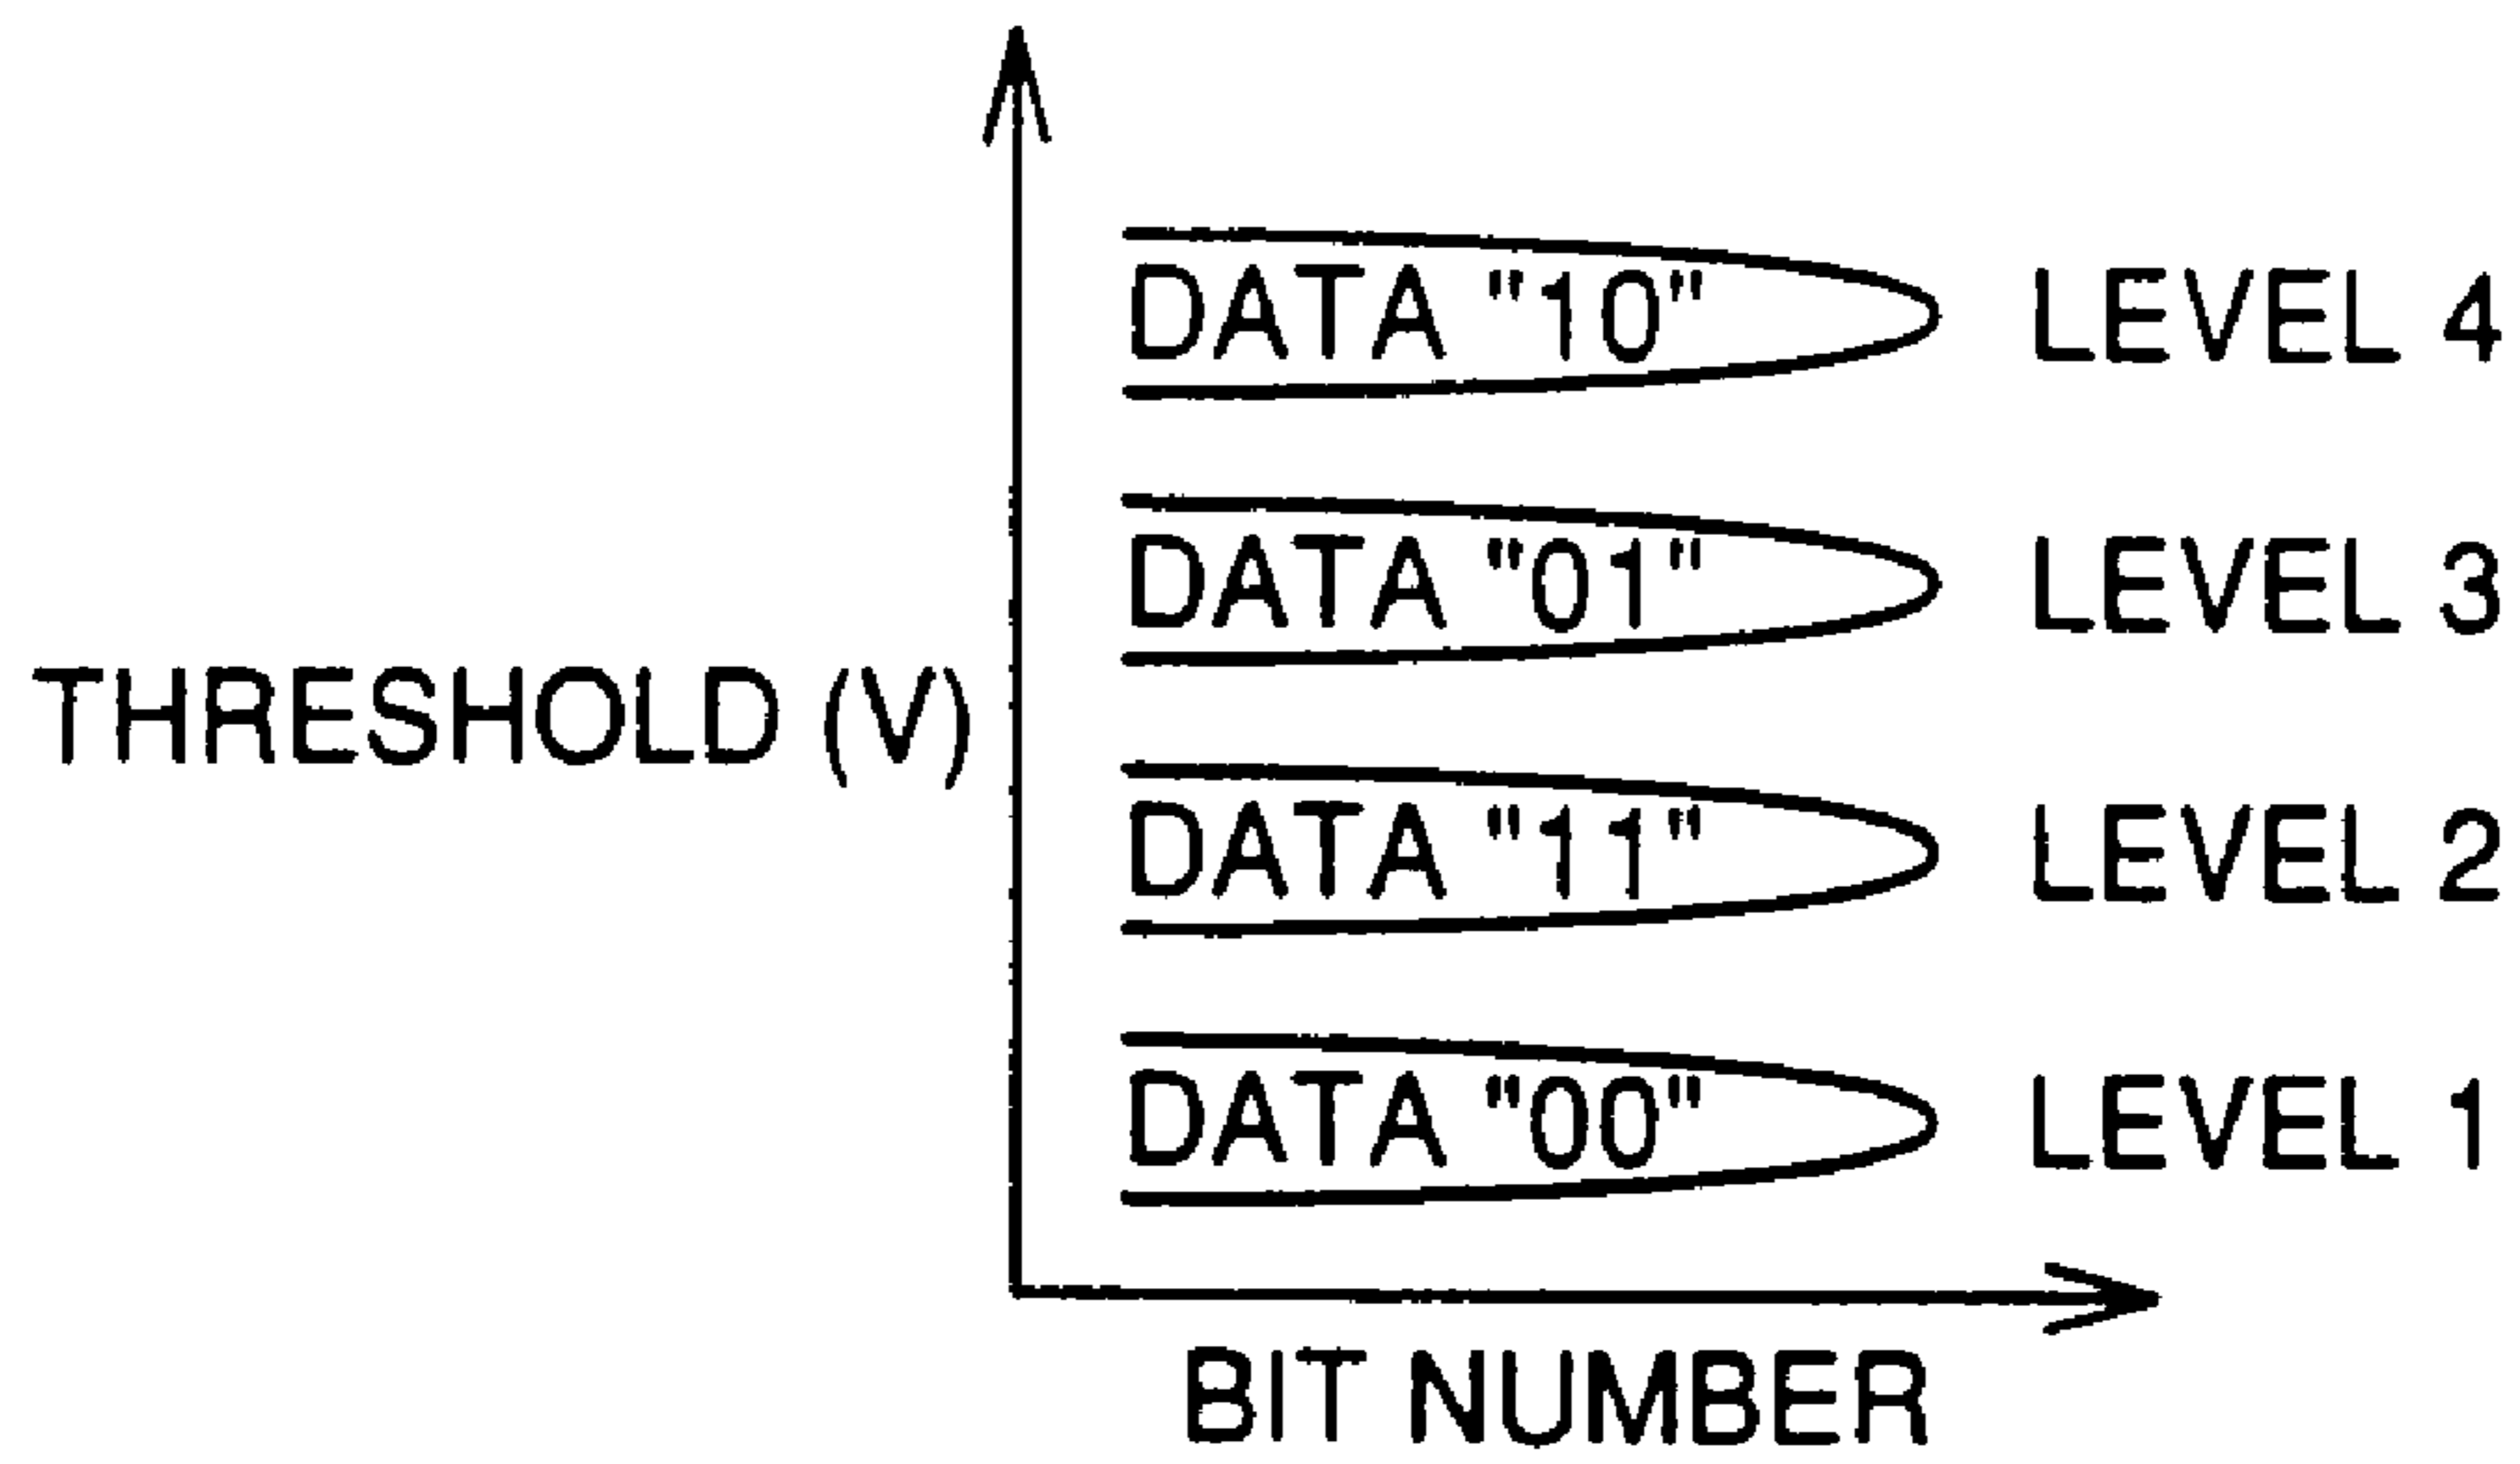 DATA "10" LEVEL 4
DATA "01" LEVEL 3
THRESHOLD (V)
DATA "11" LEVEL 2
DATA "00" LEVEL 1
BIT NUMBER